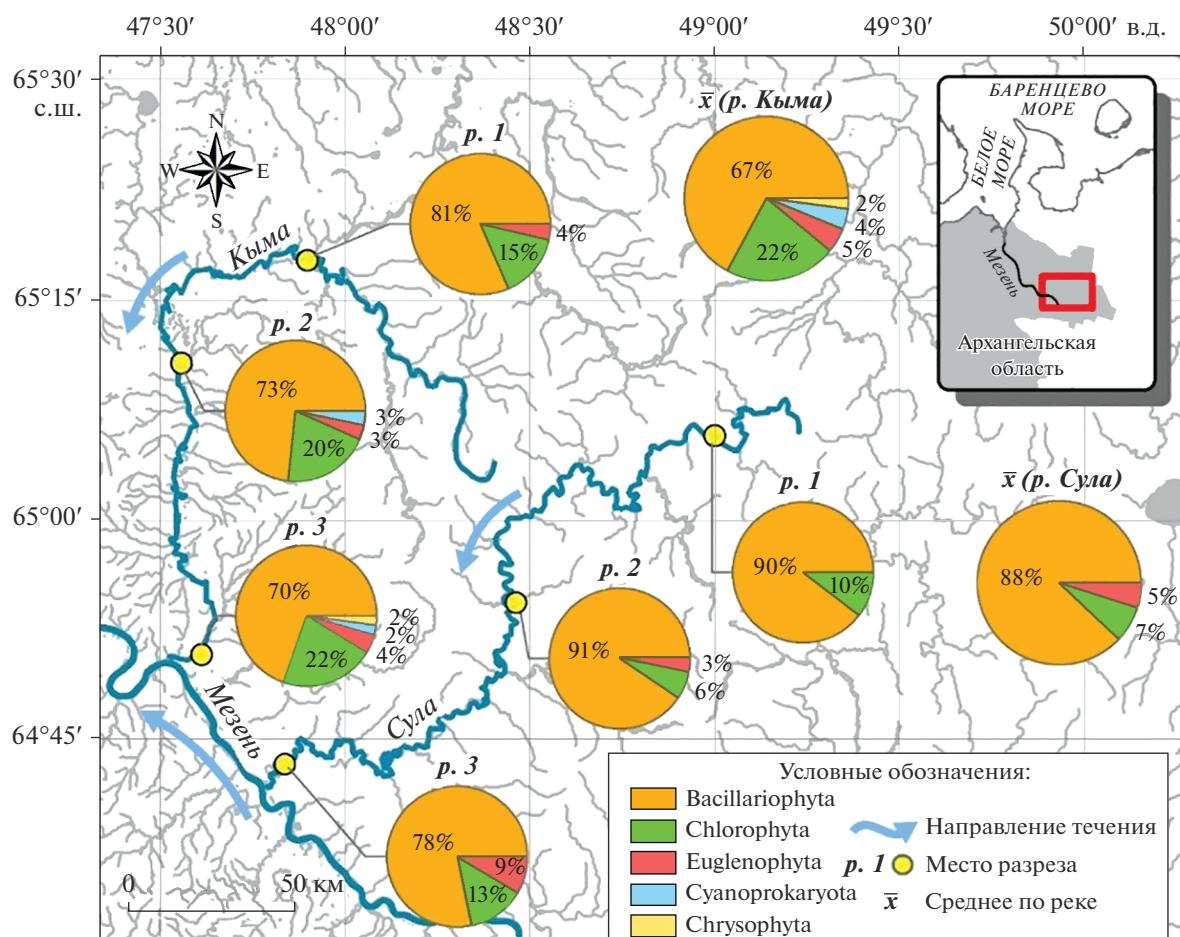 47°30′ 48°00′ 48°30′ 49°00′ 49°30′ 50°00′ в.д.
65°30′
с.ш.
N
W E
S
БАРЕНЦЕВО
МОРЕ
БЕЛОЕ
МОРЕ
Мезень
Архангельская
область
x̅ (р. Кыма)
67%
2%
4%
5%
22%
р. 1
81%
4%
15%
Кыма
65°15′
р. 2
73%
3%
3%
20%
65°00′
р. 3
70%
2%
2%
4%
22%
р. 1
90%
10%
x̅ (р. Сула)
88%
5%
7%
р. 2
91%
3%
6%
Мезень
Сула
64°45′
р. 3
78%
9%
13%
0 50 км
Условные обозначения:
Bacillariophyta
Chlorophyta
Euglenophyta
Cyanoprokaryota
Chrysophyta
Направление течения
р. 1 Место разреза
x̅ Среднее по реке